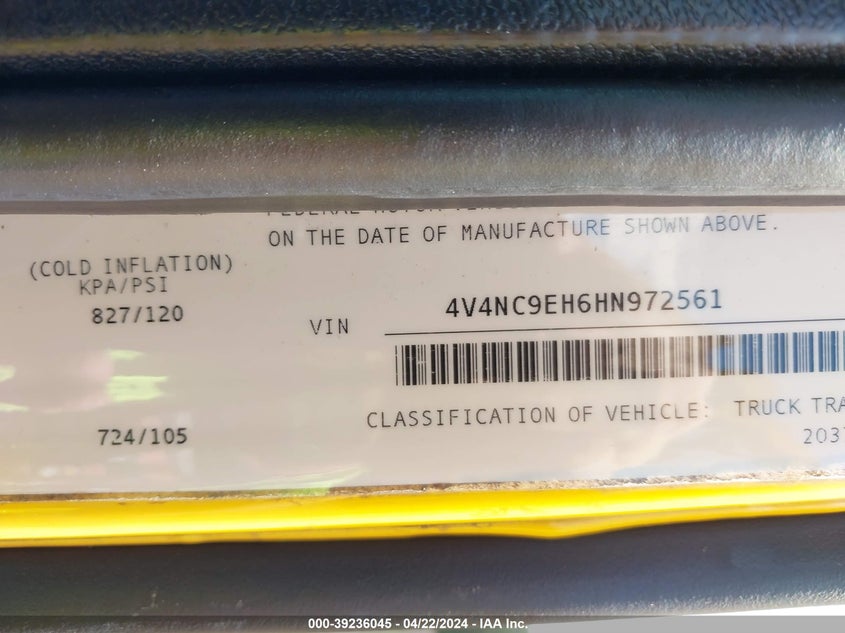 ON THE DATE OF MANUFACTURE SHOWN ABOVE.
(COLD INFLATION)
KPA/PSI
827/120
VIN 4V4NC9EH6HN972561
724/105
CLASSIFICATION OF VEHICLE: TRUCK TRA
203
000-39236045 - 04/22/2024 - IAA Inc.